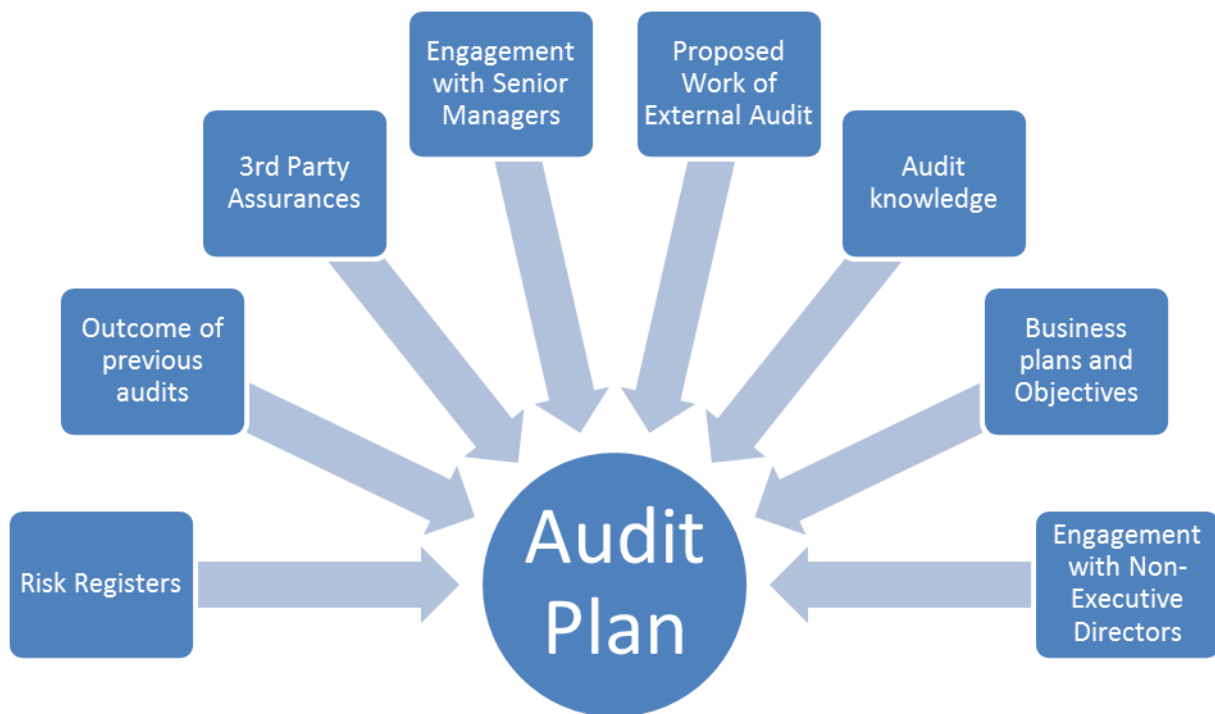 Engagement
with Senior
Managers
Proposed
Work of
External Audit
3rd Party
Assurances
Audit
knowledge
Outcome of
previous
audits
Business
plans and
Objectives
Risk Registers
Engagement
with Non-
Executive
Directors
Audit
Plan